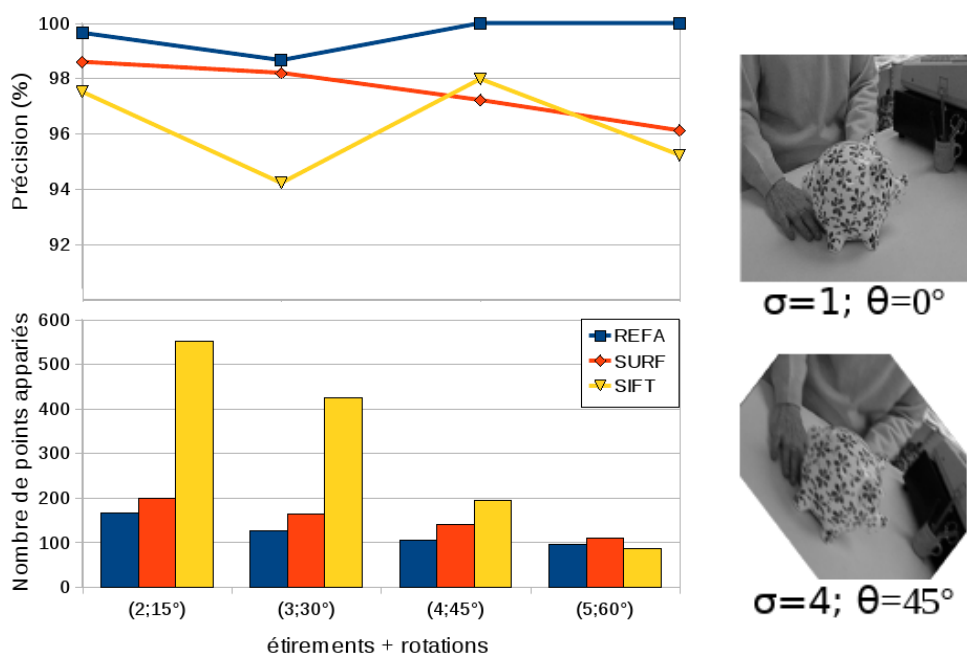 Précision (%)
100
98
96
94
92
Nombre de points appariés
600
500
400
300
200
100
0
REFA
SURF
SIFT
(2;15°) (3;30°) (4;45°) (5;60°)
étirements + rotations
σ=1; θ=0°
σ=4; θ=45°